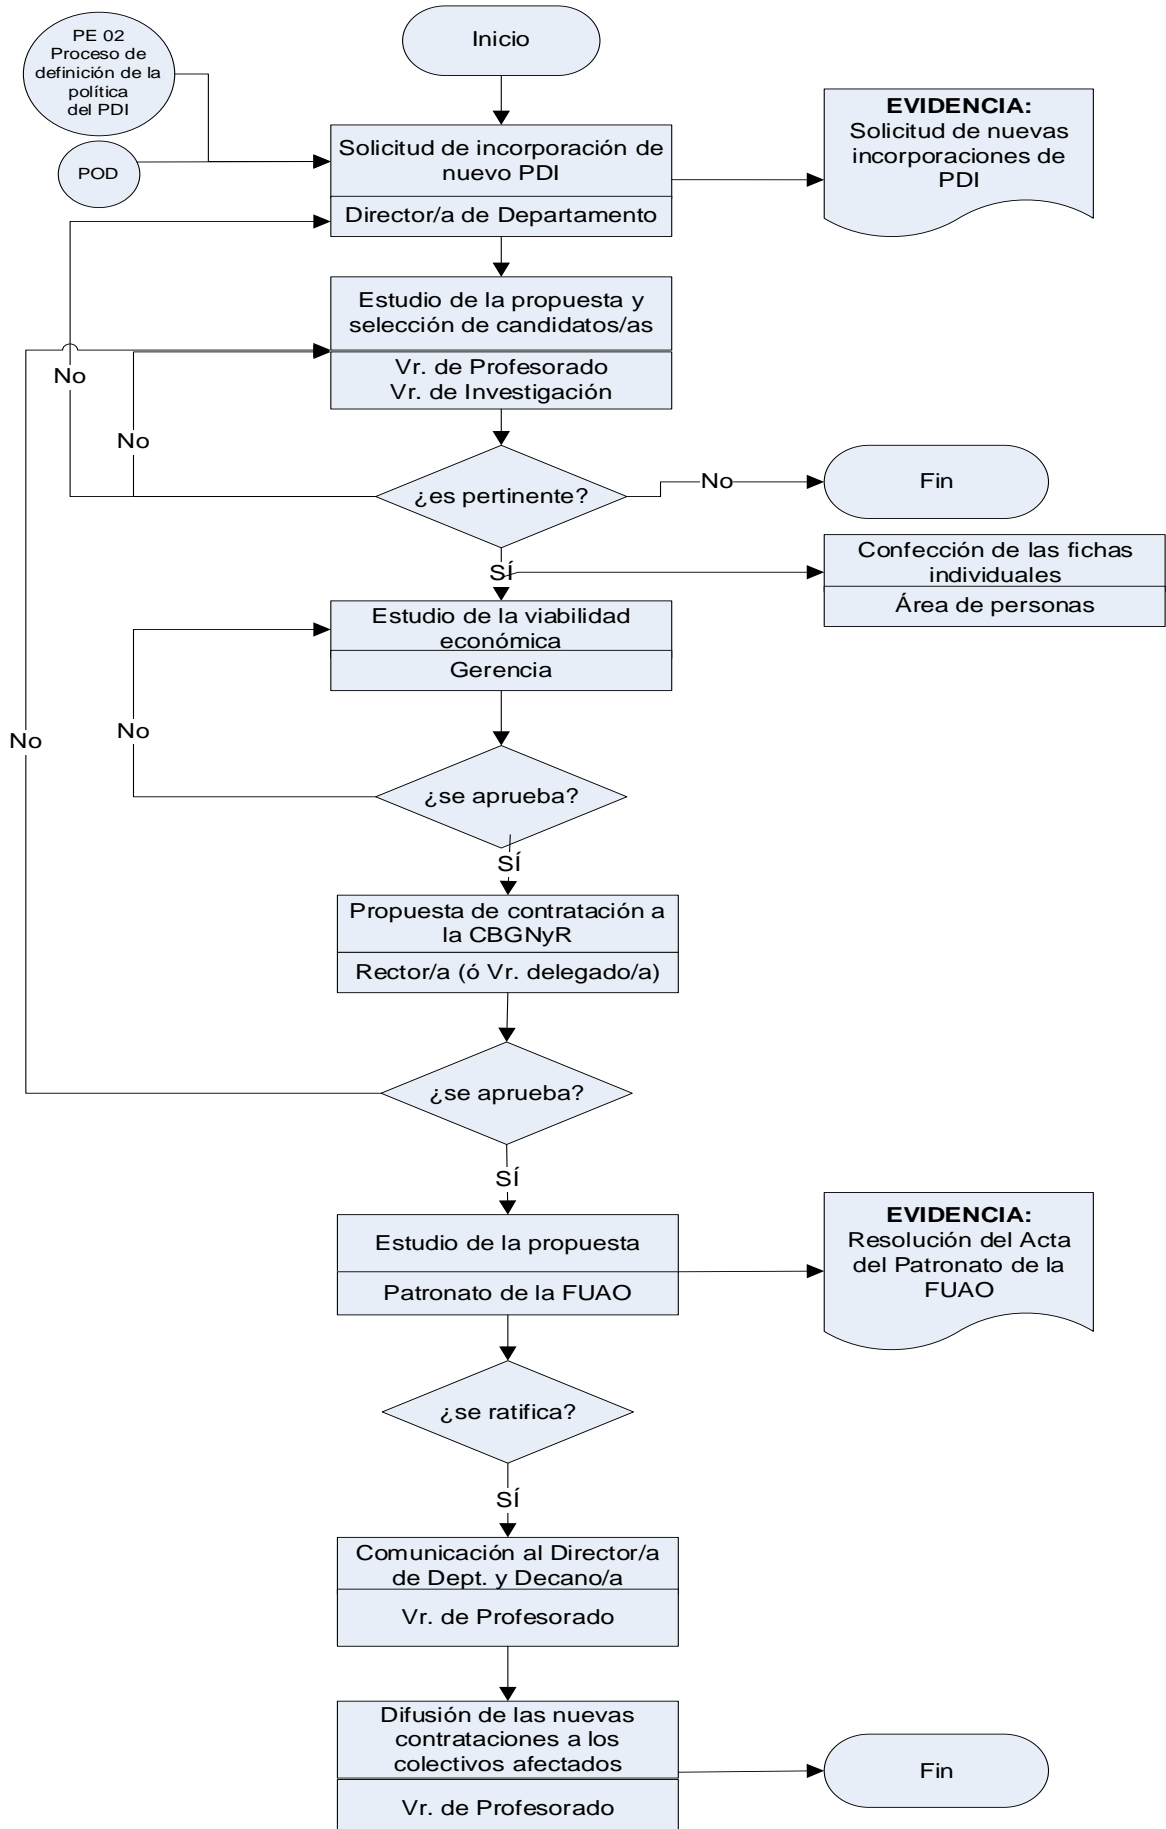 PE 02
Proceso de
definición de la
política
del PDI
Inicio
POD
Solicitud de incorporación de
nuevo PDI
Director/a de Departamento
EVIDENCIA:
Solicitud de nuevas
incorporaciones de
PDI
Estudio de la propuesta y
selección de candidatos/as
Vr. de Profesorado
Vr. de Investigación
No
No
¿es pertinente?
No
Fin
SÍ
Confección de las fichas
individuales
Área de personas
Estudio de la viabilidad
económica
Gerencia
No
No
¿se aprueba?
SÍ
Propuesta de contratación a
la CBGNyR
Rector/a (ó Vr. delegado/a)
¿se aprueba?
SÍ
Estudio de la propuesta
Patronato de la FUAO
EVIDENCIA:
Resolución del Acta
del Patronato de la
FUAO
¿se ratifica?
SÍ
Comunicación al Director/a
de Dept. y Decano/a
Vr. de Profesorado
Difusión de las nuevas
contrataciones a los
colectivos afectados
Vr. de Profesorado
Fin